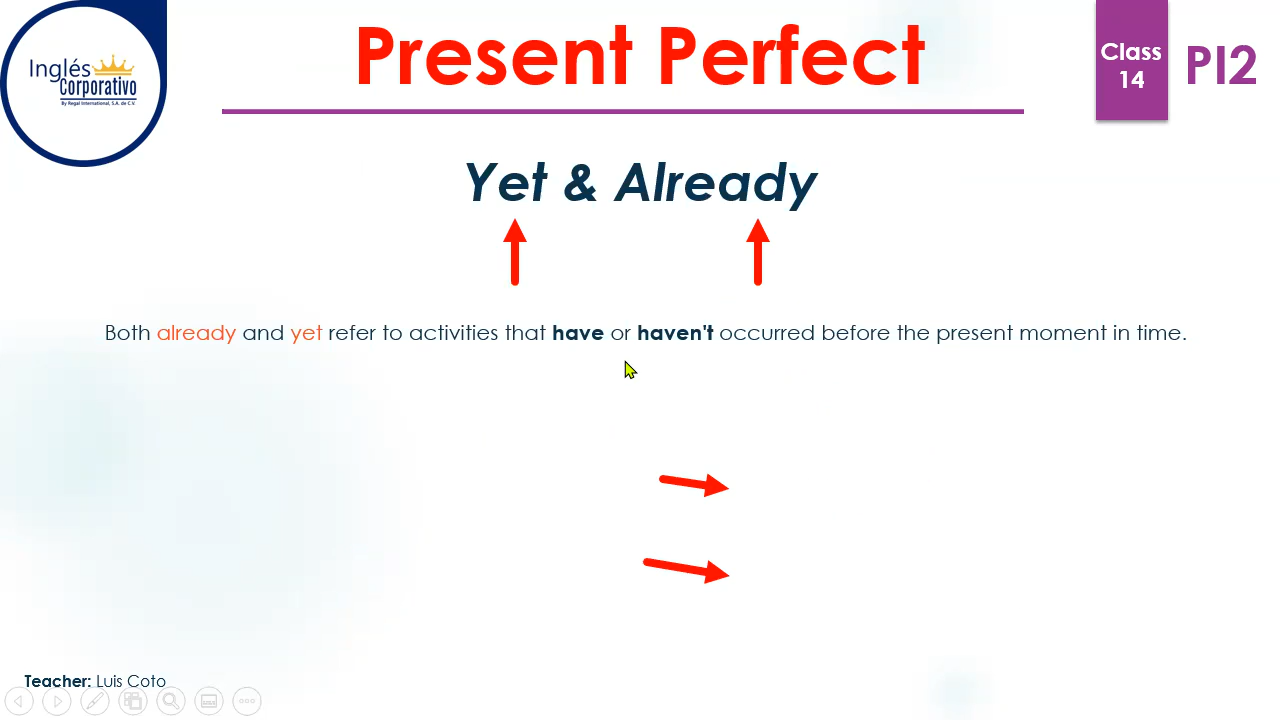 Present Perfect
Class
14
PI2
Inglés
Corporativo
By Regal International, S.A. de C.V.
Yet & Already
Both already and yet refer to activities that have or haven't occurred before the present moment in time.
Teacher: Luis Coto